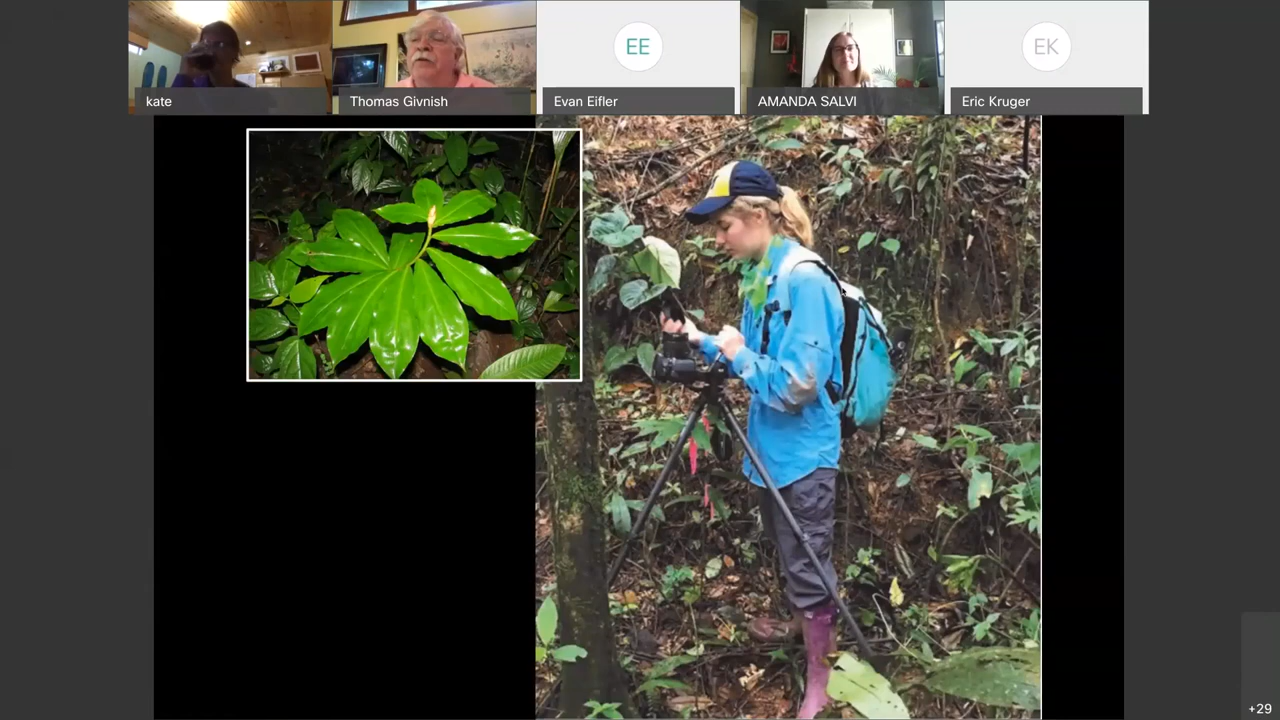 EE
EK
kate
Thomas Givnish
Evan Eifler
AMANDA SALVI
Eric Kruger
+29